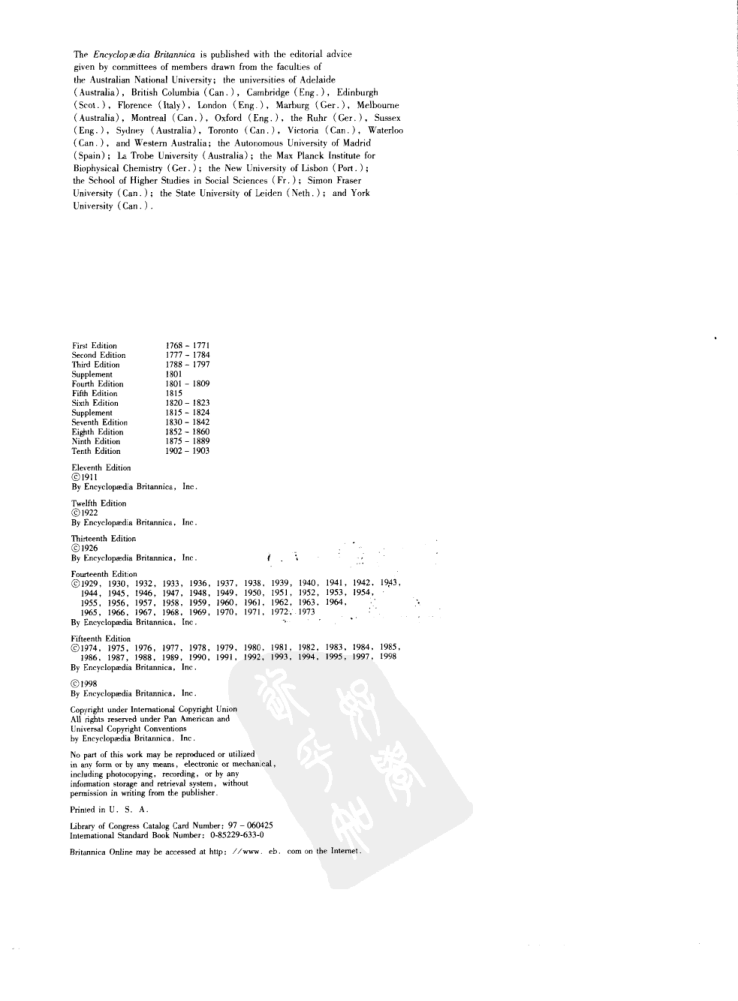 The Encyclopædia Britannica is published with the editorial advice
given by committees of members drawn from the faculties of
the Australian National University; the universities of Adelaide
(Australia), British Columbia (Can.), Cambridge (Eng.), Edinburgh
(Scot.), Florence (Italy), London (Eng.), Marburg (Ger.), Melbourne
(Australia), Montreal (Can.), Oxford (Eng.), the Ruhr (Ger.), Sussex
(Eng.), Sydney (Australia), Toronto (Can.), Victoria (Can.), Waterloo
(Can.), and Western Australia; the Autonomous University of Madrid
(Spain); La Trobe University (Australia); the Max Planck Institute for
Biophysical Chemistry (Ger.); the New University of Lisbon (Port.);
the School of Higher Studies in Social Sciences (Fr.); Simon Fraser
University (Can.); the State University of Leiden (Neth.); and York
University (Can.).
First Edition 1768 - 1771
Second Edition 1777 - 1784
Third Edition 1788 - 1797
Supplement 1801
Fourth Edition 1801 - 1809
Fifth Edition 1815
Sixth Edition 1820 - 1823
Supplement 1815 - 1824
Seventh Edition 1830 - 1842
Eighth Edition 1852 - 1860
Ninth Edition 1875 - 1889
Tenth Edition 1902 - 1903
Eleventh Edition
©1911
By Encyclopædia Britannica, Inc.
Twelfth Edition
©1922
By Encyclopædia Britannica, Inc.
Thirteenth Edition
©1926
By Encyclopædia Britannica, Inc.
Fourteenth Edition
©1929, 1930, 1932, 1933, 1936, 1937, 1938, 1939, 1940, 1941, 1942, 1943,
1944, 1945, 1946, 1947, 1948, 1949, 1950, 1951, 1952, 1953, 1954,
1955, 1956, 1957, 1958, 1959, 1960, 1961, 1962, 1963, 1964,
1965, 1966, 1967, 1968, 1969, 1970, 1971, 1972, 1973
By Encyclopædia Britannica, Inc.
Fifteenth Edition
©1974, 1975, 1976, 1977, 1978, 1979, 1980, 1981, 1982, 1983, 1984, 1985,
1986, 1987, 1988, 1989, 1990, 1991, 1992, 1993, 1994, 1995, 1997, 1998
By Encyclopædia Britannica, Inc.
©1998
By Encyclopædia Britannica, Inc.
Copyright under International Copyright Union
All rights reserved under Pan American and
Universal Copyright Conventions
by Encyclopædia Britannica, Inc.
No part of this work may be reproduced or utilized
in any form or by any means, electronic or mechanical,
including photocopying, recording, or by any
information storage and retrieval system, without
permission in writing from the publisher.
Printed in U. S. A.
Library of Congress Catalog Card Number: 97 - 060425
International Standard Book Number: 0-85229-633-0
Britannica Online may be accessed at http: //www. eb. com on the Internet.